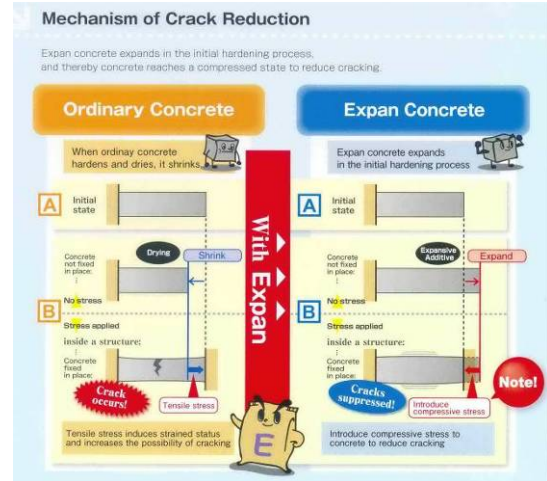 Mechanism of Crack Reduction
Expan concrete expands in the initial hardening process,
and thereby concrete reaches a compressed state to reduce cracking.
Ordinary Concrete
When ordinay concrete
hardens and dries, it shrinks.
A
Initial
state
Concrete
not fixed
in place:
Drying
Shrink
No stress
B
Stress applied
inside a structure:
Concrete
fixed
in place:
Crack
occurs!
Tensile stress
Tensile stress induces strained status
and increases the possibility of cracking
With Expan
E
Expan Concrete
Expan concrete expands
in the initial hardening process
A
Initial
state
Concrete
not fixed
in place:
Expansive
Additive
Expand
No stress
B
Stress applied
inside a structure:
Concrete
fixed
in place:
Cracks
suppressed!
Introduce
compressive stress
Note!
Introduce compressive stress to
concrete to reduce cracking